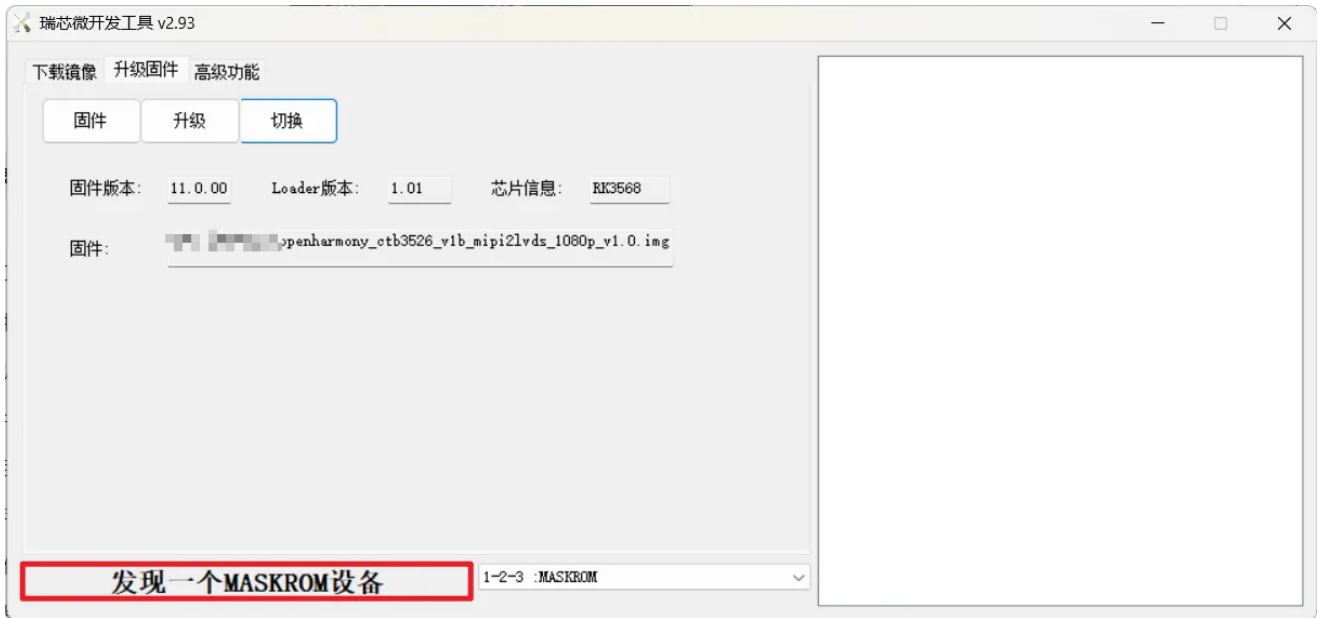 瑞芯微开发工具 v2.93
下载镜像 升级固件 高级功能
固件 升级 切换
固件版本: 11.0.00 Loader版本: 1.01 芯片信息: RK3568
固件: openharmony_ctb3526_v1b_mipi2lvds_1080p_v1.0.img
发现一个MASKROM设备 1-2-3 :MASKROM